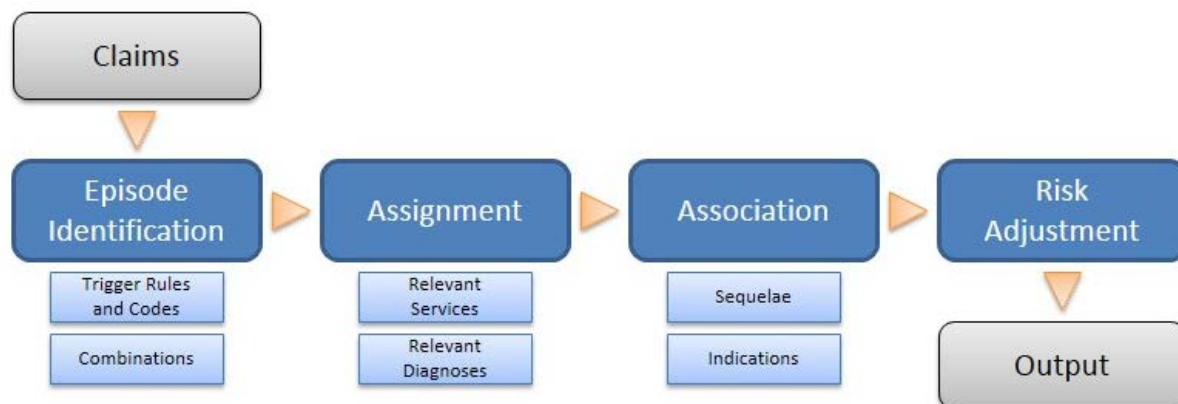 Claims
Episode
Identification
Assignment
Association
Risk
Adjustment
Trigger Rules
and Codes
Relevant
Services
Sequelae
Combinations
Relevant
Diagnoses
Indications
Output